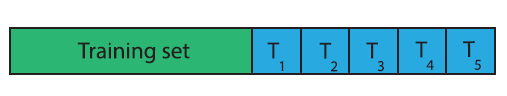 Training set T₁ T₂ T₃ T₄ T₅